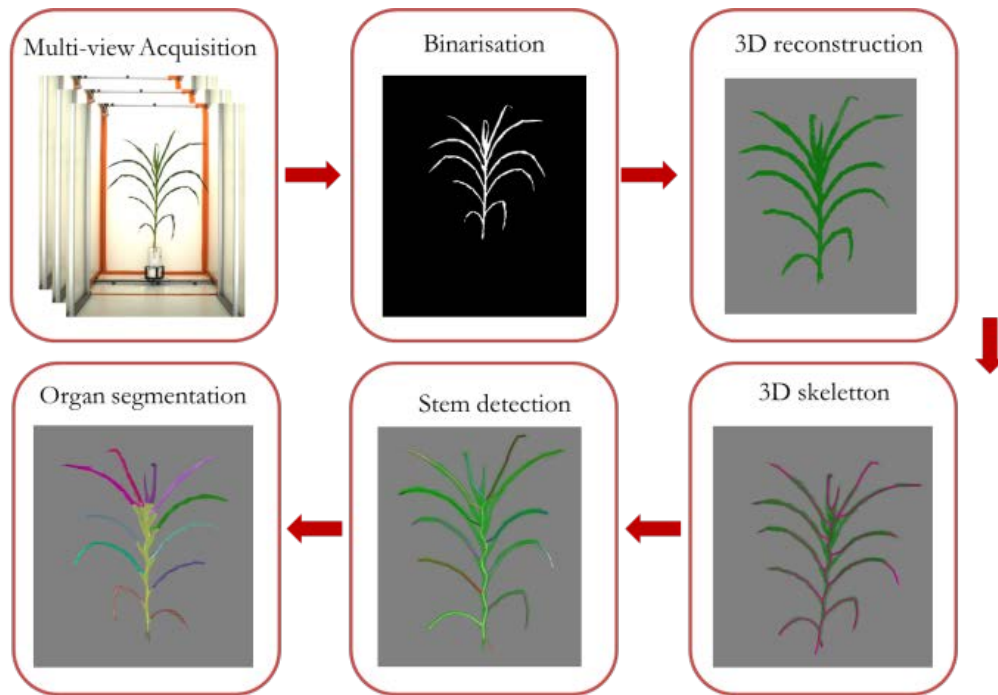 Multi-view Acquisition
Binarisation
3D reconstruction
3D skeletton
Stem detection
Organ segmentation